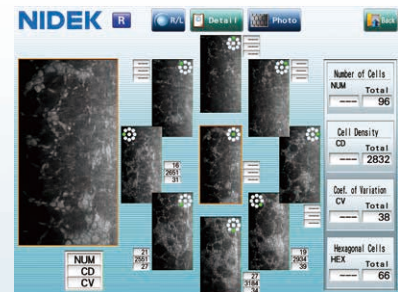 NIDEK R R/L Detail Photo Back
Number of Cells
NUM Total
---- 96
Cell Density
CD Total
---- 2832
Coef. of Variation
CV Total
---- 38
Hexagonal Cells
HEX Total
---- 66
16
2651
31
21
2551
27
19
2934
39
27
3184
34
NUM
CD
CV